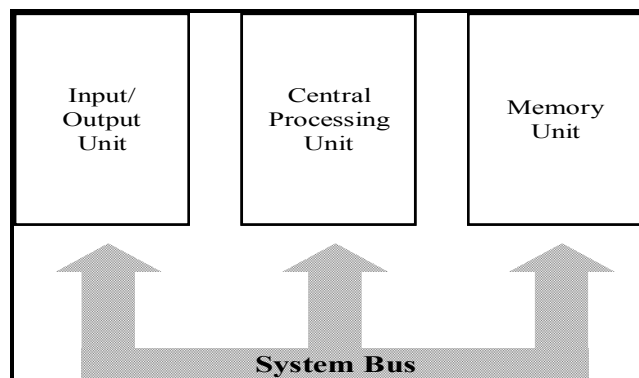 Input/
Output
Unit
Central
Processing
Unit
Memory
Unit
System Bus